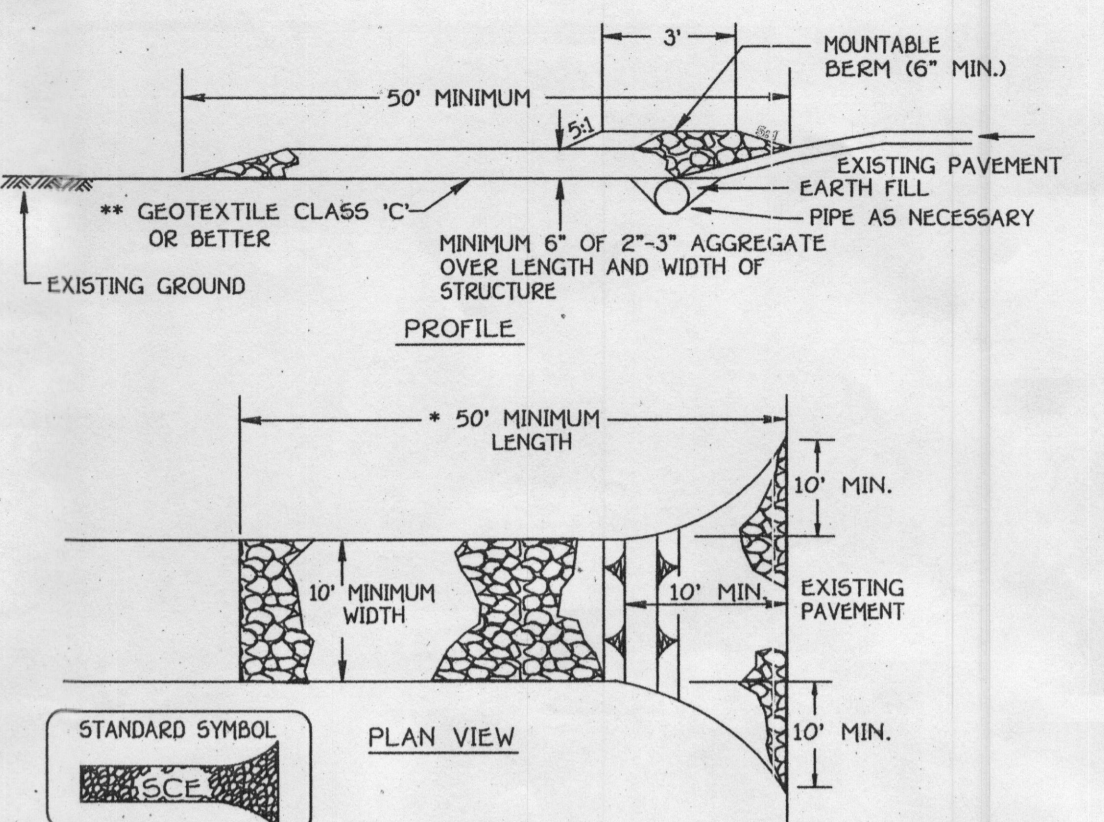 3'
MOUNTABLE
BERM (6" MIN.)
50' MINIMUM
5:1
5:1
EXISTING PAVEMENT
EARTH FILL
** GEOTEXTILE CLASS 'C'
OR BETTER
PIPE AS NECESSARY
MINIMUM 6" OF 2"-3" AGGREGATE
OVER LENGTH AND WIDTH OF
STRUCTURE
EXISTING GROUND
PROFILE
* 50' MINIMUM
LENGTH
10' MIN.
10' MINIMUM
WIDTH
10' MIN.
EXISTING
PAVEMENT
10' MIN.
PLAN VIEW
STANDARD SYMBOL
SCE